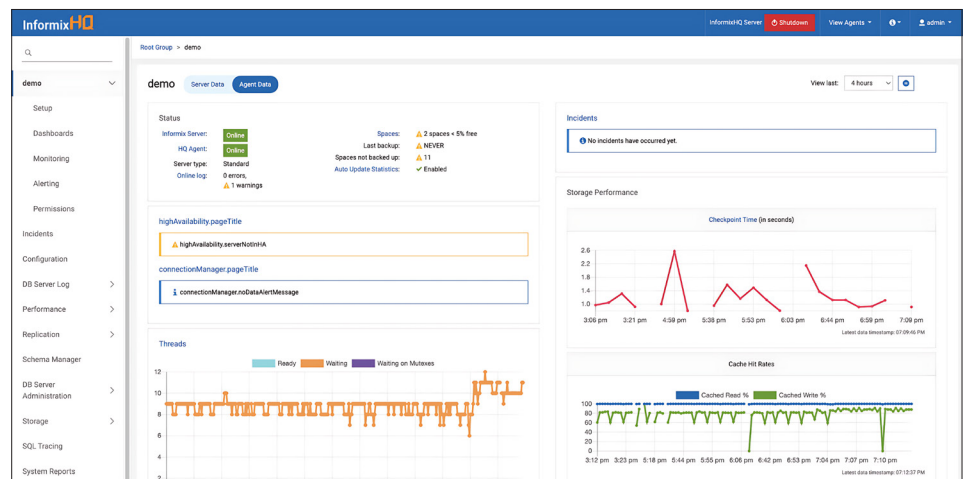 InformixHQ
InformixHQ Server Shutdown View Agents admin
Root Group > demo
demo
Setup
Dashboards
Monitoring
Alerting
Permissions
Incidents
Configuration
DB Server Log
Performance
Replication
Schema Manager
DB Server
Administration
Storage
SQL Tracing
System Reports
demo Server Data Agent Data
View last: 4 hours
Status
Informix Server: Online
HQ Agent: Online
Server type: Standard
Online log: 0 errors,
1 warnings
Spaces: 2 spaces < 5% free
Last backup: NEVER
Spaces not backed up: 11
Auto Update Statistics: Enabled
highAvailability.pageTitle
highAvailability.serverNotInHA
connectionManager.pageTitle
connectionManager.noDataAlertMessage
Threads
Ready Waiting Waiting on Mutexes
12
10
8
6
4
2
Incidents
No incidents have occurred yet.
Storage Performance
Checkpoint Time (in seconds)
2.6
2.2
1.8
1.4
1.0
3:06 pm 3:21 pm 4:59 pm 5:38 pm 5:53 pm 6:03 pm 6:44 pm 6:59 pm 7:09 pm
Latest data timestamp: 07:09:46 PM
Cache Hit Rates
Cached Read % Cached Write %
100
80
60
40
20
0
3:12 pm 3:23 pm 5:18 pm 5:44 pm 5:55 pm 6:06 pm 6:42 pm 6:53 pm 7:04 pm 7:07 pm 7:10 pm
Latest data timestamp: 07:13:37 PM